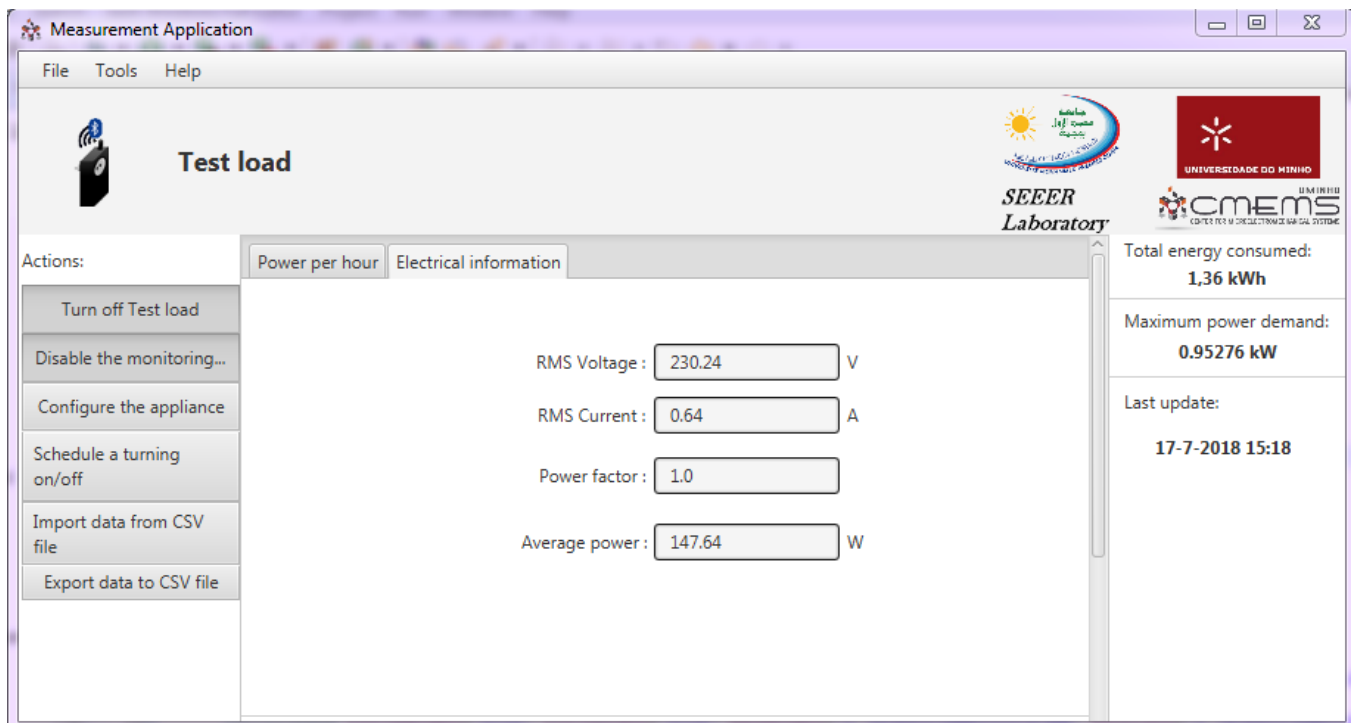 Measurement Application
File Tools Help
Test load
SEEER
Laboratory
UNIVERSIDADE DO MINHO
UMINHO
CMEMS
CENTER FOR MICROELECTROMECHANICAL SYSTEMS
Actions:
Turn off Test load
Disable the monitoring...
Configure the appliance
Schedule a turning
on/off
Import data from CSV
file
Export data to CSV file
Power per hour Electrical information
RMS Voltage : 230.24 V
RMS Current : 0.64 A
Power factor : 1.0
Average power : 147.64 W
Total energy consumed:
1,36 kWh
Maximum power demand:
0.95276 kW
Last update:
17-7-2018 15:18